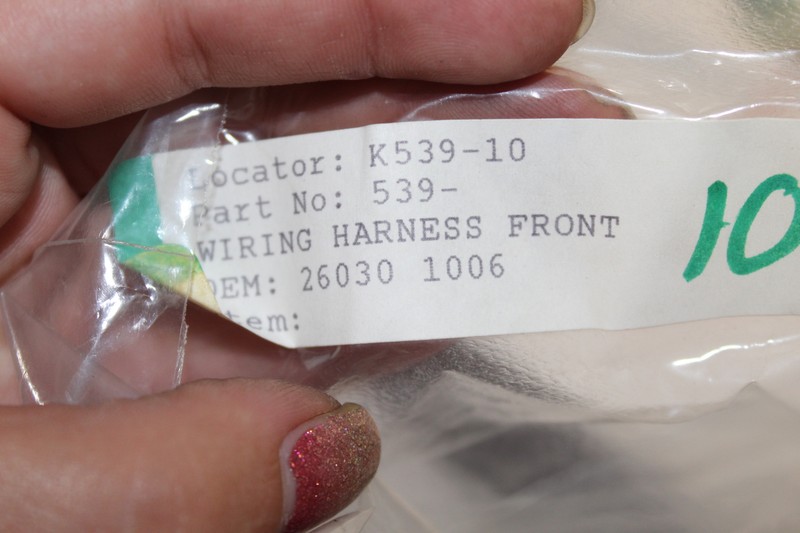 Locator: K539-10
Part No: 539-
WIRING HARNESS FRONT
OEM: 26030 1006
Item:
10